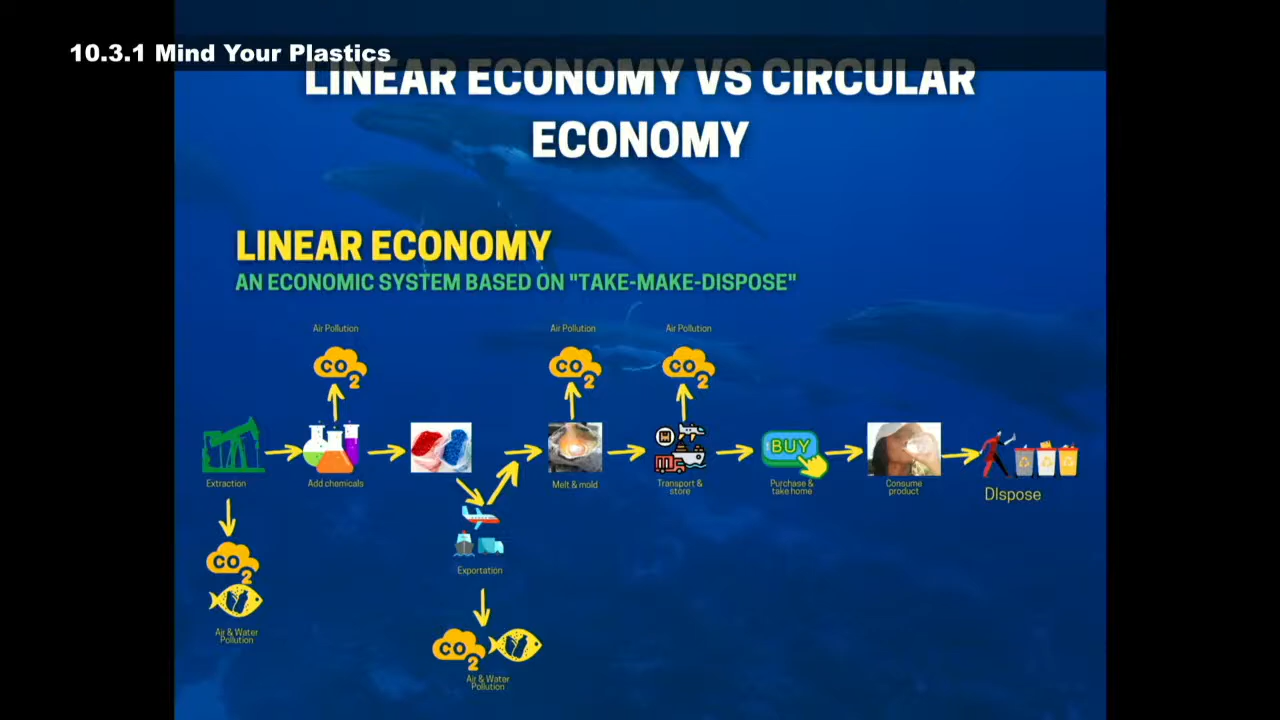 10.3.1 Mind Your Plastics
LINEAR ECONOMY VS CIRCULAR
ECONOMY
LINEAR ECONOMY
AN ECONOMIC SYSTEM BASED ON "TAKE-MAKE-DISPOSE"
Air Pollution
Air Pollution
Air Pollution
CO2
CO2
CO2
BUY
Extraction
Add chemicals
Melt & mold
Transport &
store
Purchase &
take home
Consume
product
DIspose
CO2
Exportation
Air & Water
Pollution
CO2
Air & Water
Pollution